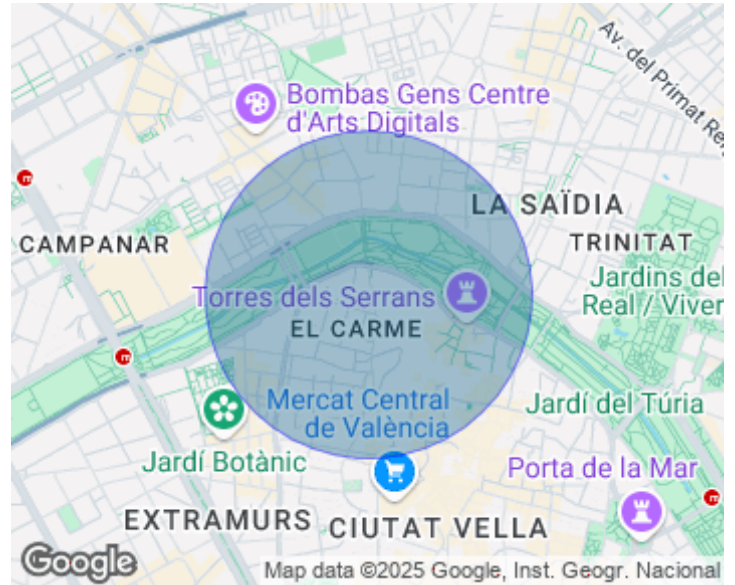 Av. del Primat Rei
Bombas Gens Centre
d'Arts Digitals
LA SAÏDIA
CAMPANAR
TRINITAT
Jardins del
Real / Viver
Torres dels Serrans
EL CARME
Mercat Central
de València
Jardí del Túria
Jardí Botànic
Porta de la Mar
EXTRAMURS
CIUTAT VELLA
Google
Map data ©2025 Google, Inst. Geogr. Nacional